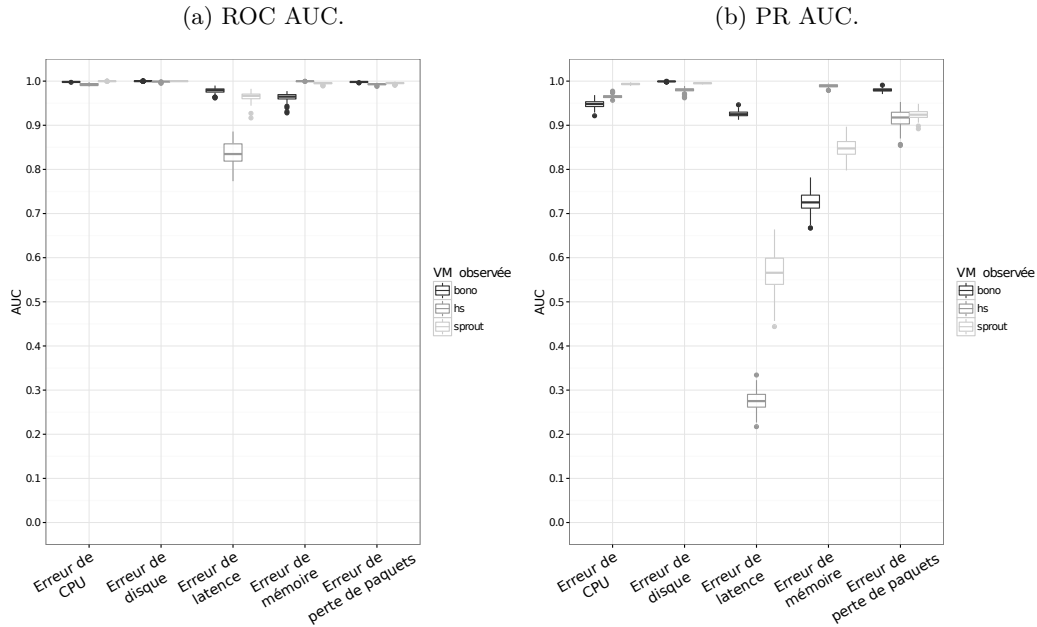 (a) ROC AUC.
(b) PR AUC.
1.0
0.9
0.8
0.7
0.6
0.5
0.4
0.3
0.2
0.1
0.0
AUC
Erreur de
CPU
Erreur de
disque
Erreur de
latence
Erreur de
mémoire
Erreur de
perte de paquets
VM observée
bono
hs
sprout
1.0
0.9
0.8
0.7
0.6
0.5
0.4
0.3
0.2
0.1
0.0
AUC
Erreur de
CPU
Erreur de
disque
Erreur de
latence
Erreur de
mémoire
Erreur de
perte de paquets
VM observée
bono
hs
sprout